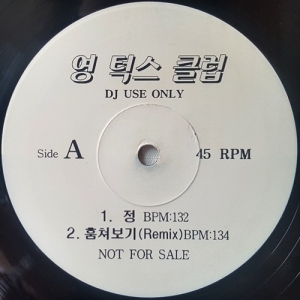 영 턱스 클럽
DJ USE ONLY
Side A 45 RPM
1. 정 BPM:132
2. 훔쳐보기(Remix)BPM:134
NOT FOR SALE